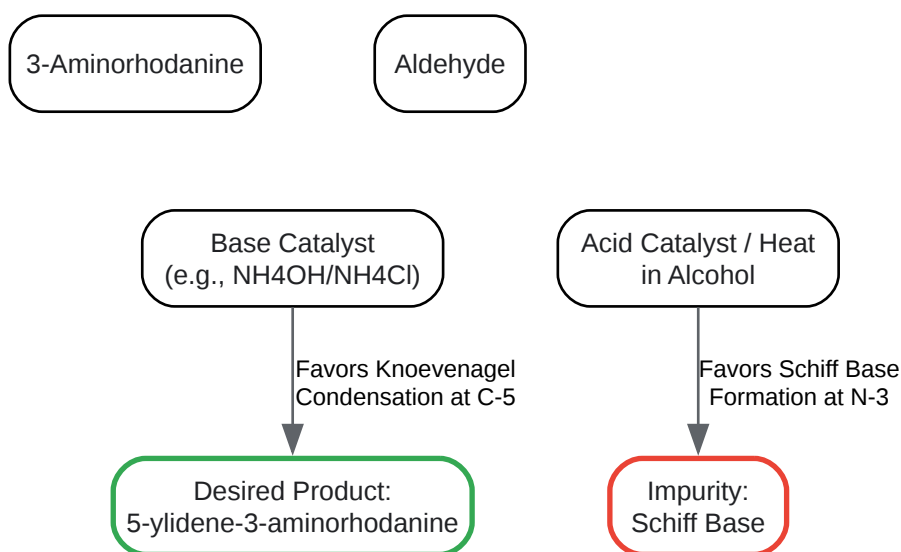 3-Aminorhodanine
Aldehyde
Base Catalyst
(e.g., NH4OH/NH4Cl)
Acid Catalyst / Heat
in Alcohol
Favors Knoevenagel
Condensation at C-5
Favors Schiff Base
Formation at N-3
Desired Product:
5-ylidene-3-aminorhodanine
Impurity:
Schiff Base